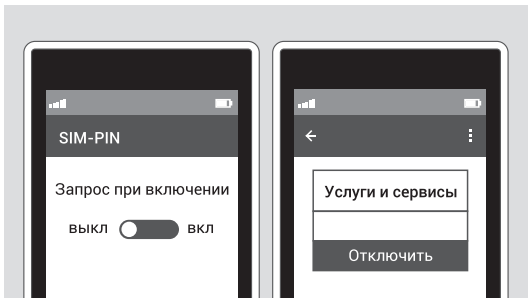 SIM-PIN
Запрос при включении
выкл вкл
Услуги и сервисы
Отключить